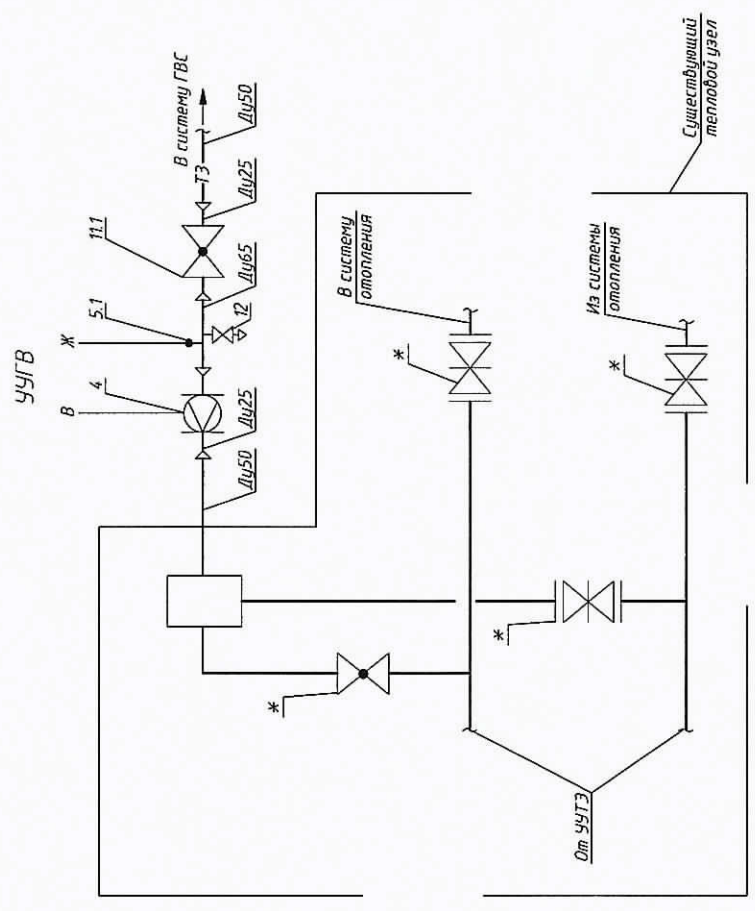 УУГВ
В
Ж
4
5.1
11.1
В систему ГВС
Т3
Ду50
Ду25
Ду65
12
Ду25
Ду50
В систему
отопления
*
Из системы
отопления
*
*
*
От УУТЭ
Существующий
тепловой узел